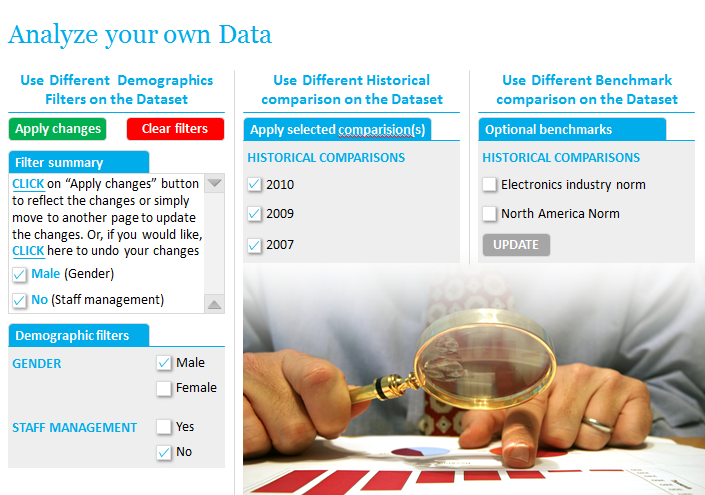 Analyze your own Data
Use Different Demographics
Filters on the Dataset
Apply changes
Clear filters
Filter summary
CLICK on “Apply changes” button
to reflect the changes or simply
move to another page to update
the changes. Or, if you would like,
CLICK here to undo your changes
Male (Gender)
No (Staff management)
Demographic filters
GENDER
Male
Female
STAFF MANAGEMENT
Yes
No
Use Different Historical
comparison on the Dataset
Apply selected comparision(s)
HISTORICAL COMPARISONS
2010
2009
2007
Use Different Benchmark
comparison on the Dataset
Optional benchmarks
HISTORICAL COMPARISONS
Electronics industry norm
North America Norm
UPDATE